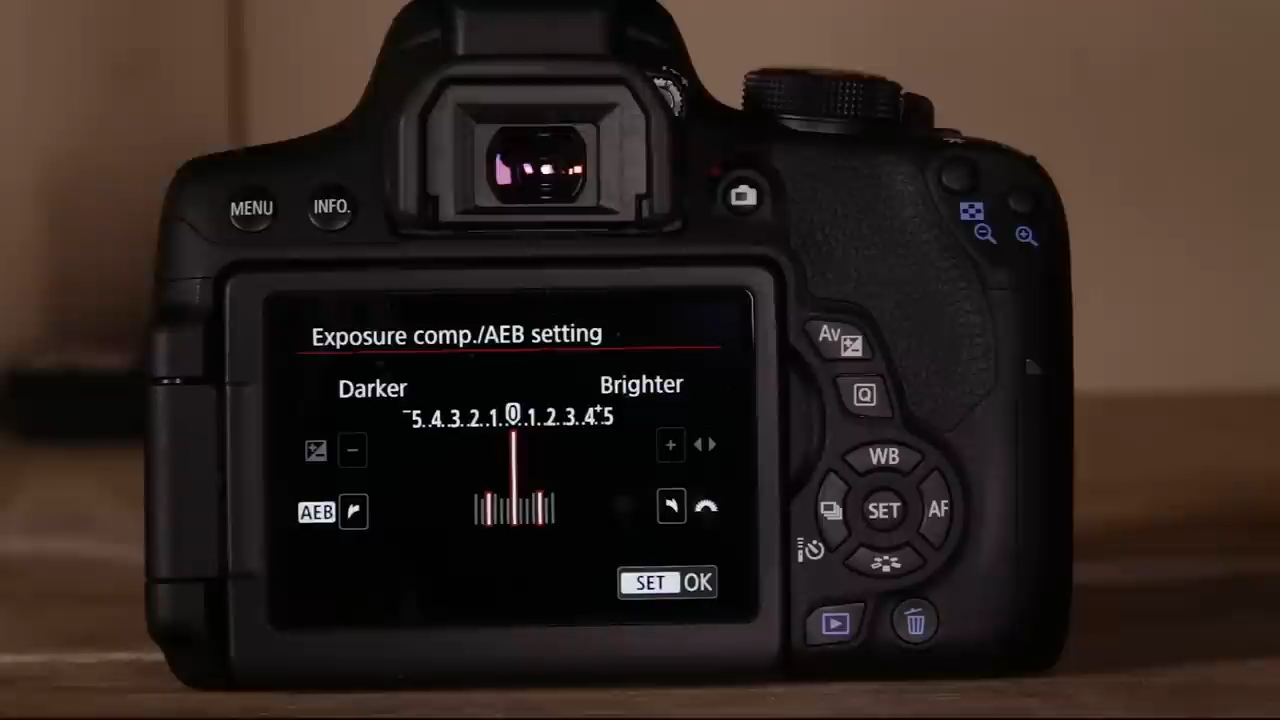 MENU
INFO.
Exposure comp./AEB setting
Darker
Brighter
-5..4..3..2..1..0..1..2..3..4.+5
AEB
SET OK
Av
Q
WB
SET
AF